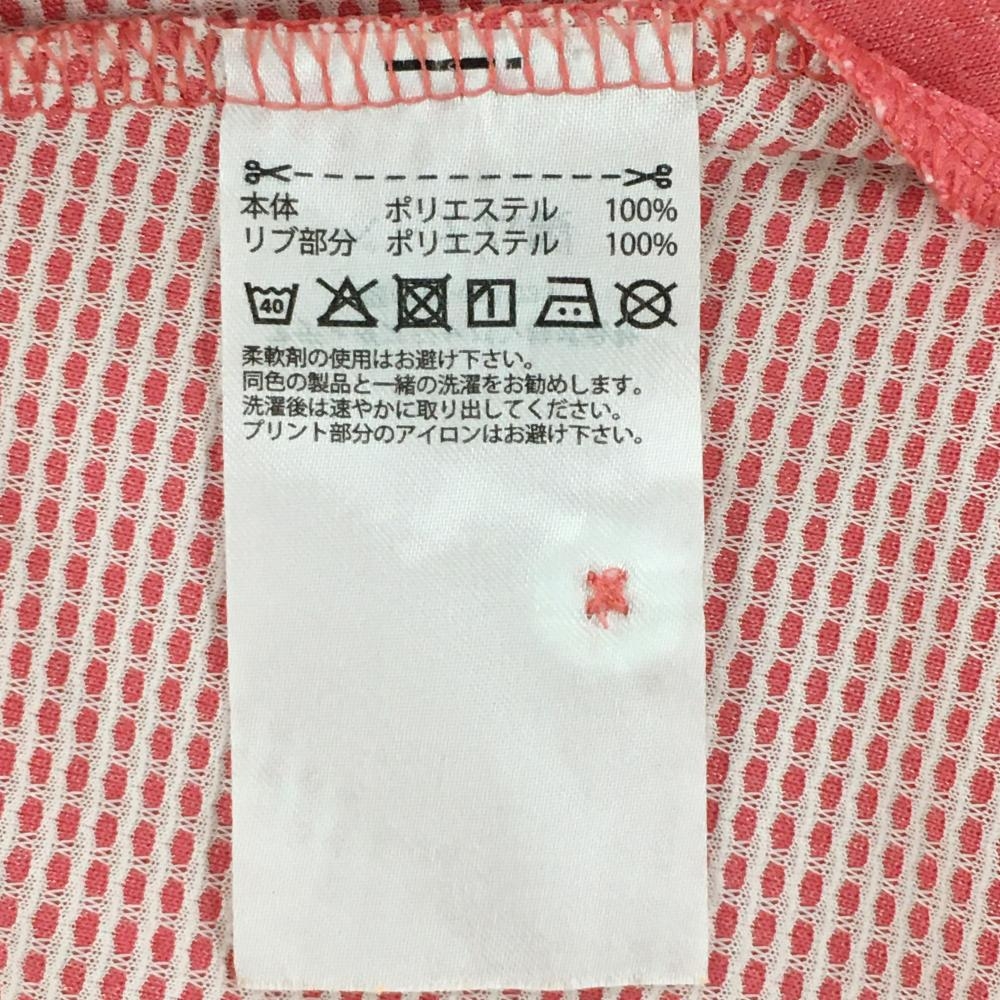 本体 ポリエステル 100%
リブ部分 ポリエステル 100%
40
柔軟剤の使用はお避け下さい。
同色の製品と一緒の洗濯をお勧めします。
洗濯後は速やかに取り出してください。
プリント部分のアイロンはお避け下さい。